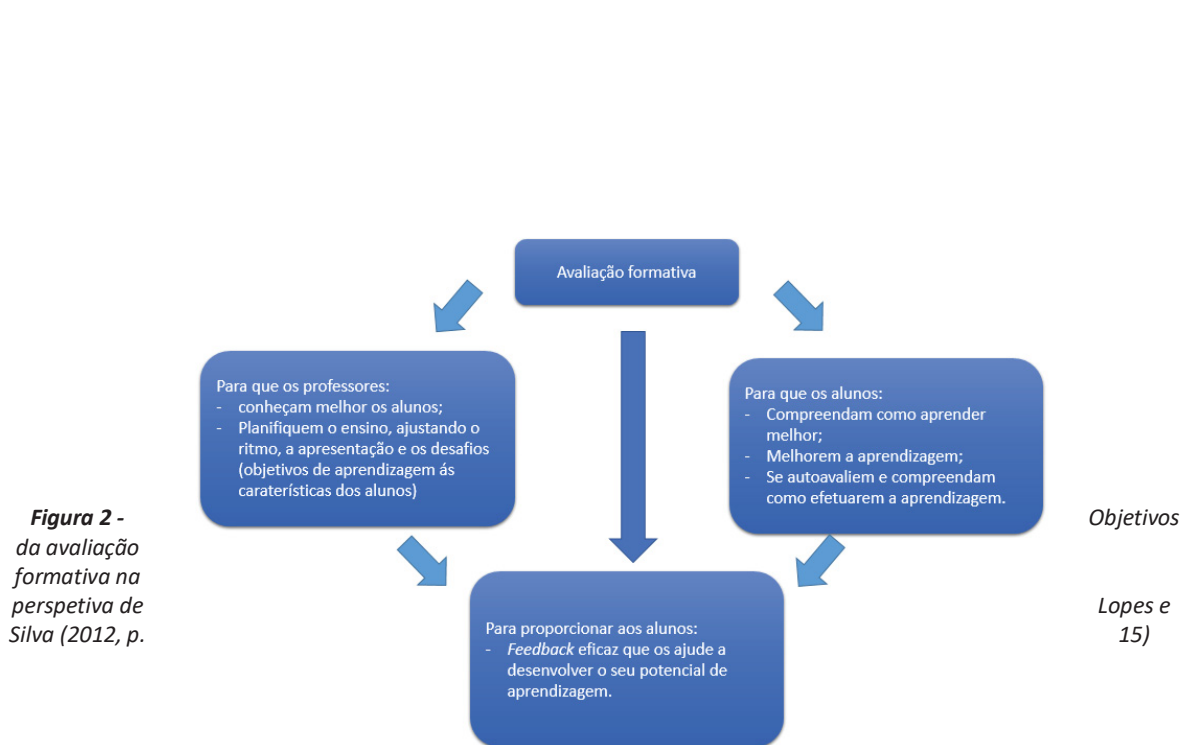 Avaliação formativa
Para que os professores:
- conheçam melhor os alunos;
- Planifiquem o ensino, ajustando o
ritmo, a apresentação e os desafios
(objetivos de aprendizagem ás
caraterísticas dos alunos)
Para que os alunos:
- Compreendam como aprender
melhor;
- Melhorem a aprendizagem;
- Se autoavaliem e compreendam
como efetuarem a aprendizagem.
Para proporcionar aos alunos:
- Feedback eficaz que os ajude a
desenvolver o seu potencial de
aprendizagem.
Figura 2 - Objetivos
da avaliação
formativa na
perspetiva de Lopes e
Silva (2012, p. 15)